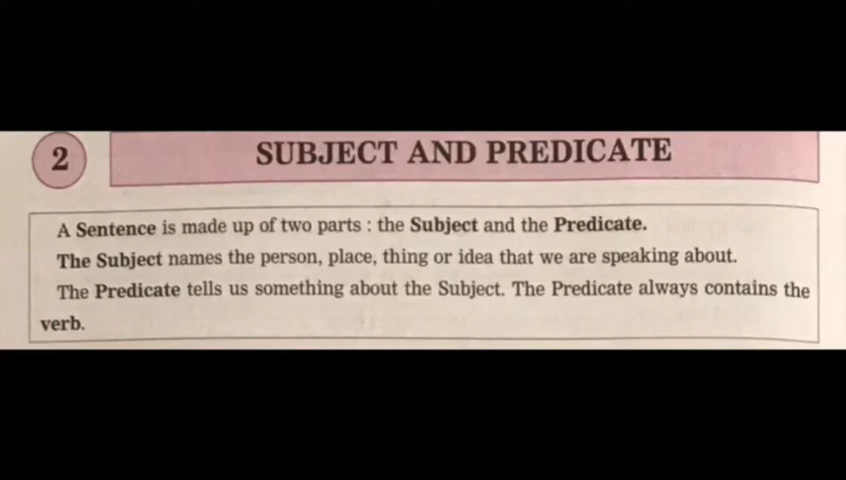 2
SUBJECT AND PREDICATE
A Sentence is made up of two parts : the Subject and the Predicate.
The Subject names the person, place, thing or idea that we are speaking about.
The Predicate tells us something about the Subject. The Predicate always contains the
verb.